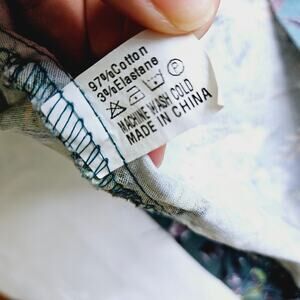 97%Cotton
3%Elastane
P
MACHINE WASH COLD
MADE IN CHINA